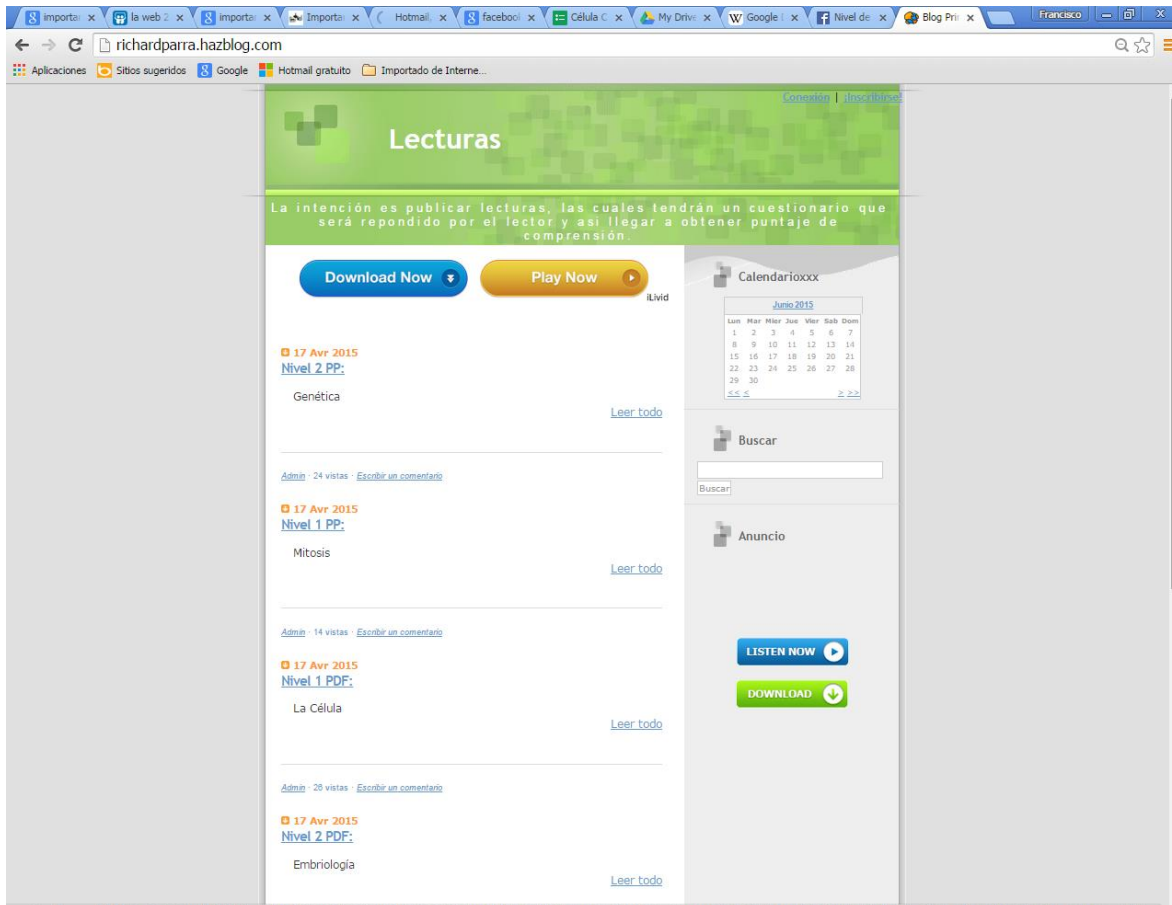 importar
la web 2.
importar
Importar
Hotmail,
facebook
Célula C
My Drive
Google
Nivel de
Blog Prin
Francisco
richardparra.hazblog.com
Aplicaciones
Sitios sugeridos
Google
Hotmail gratuito
Importado de Interne...
Conexión | ¡Inscribirse!
Lecturas
La intención es publicar lecturas, las cuales tendrán un cuestionario que
será repondido por el lector y asi llegar a obtener puntaje de
comprensión.
Download Now
Play Now
iLivid
17 Avr 2015
Nivel 2 PP:
Genética
Leer todo
Admin · 24 vistas · Escribir un comentario
17 Avr 2015
Nivel 1 PP:
Mitosis
Leer todo
Admin · 14 vistas · Escribir un comentario
17 Avr 2015
Nivel 1 PDF:
La Célula
Leer todo
Admin · 26 vistas · Escribir un comentario
17 Avr 2015
Nivel 2 PDF:
Embriología
Leer todo
Calendarioxxx
Junio 2015
Lun Mar Mier Jue Vier Sab Dom
1 2 3 4 5 6 7
8 9 10 11 12 13 14
15 16 17 18 19 20 21
22 23 24 25 26 27 28
29 30
<< < > >>
Buscar
Buscar
Anuncio
LISTEN NOW
DOWNLOAD